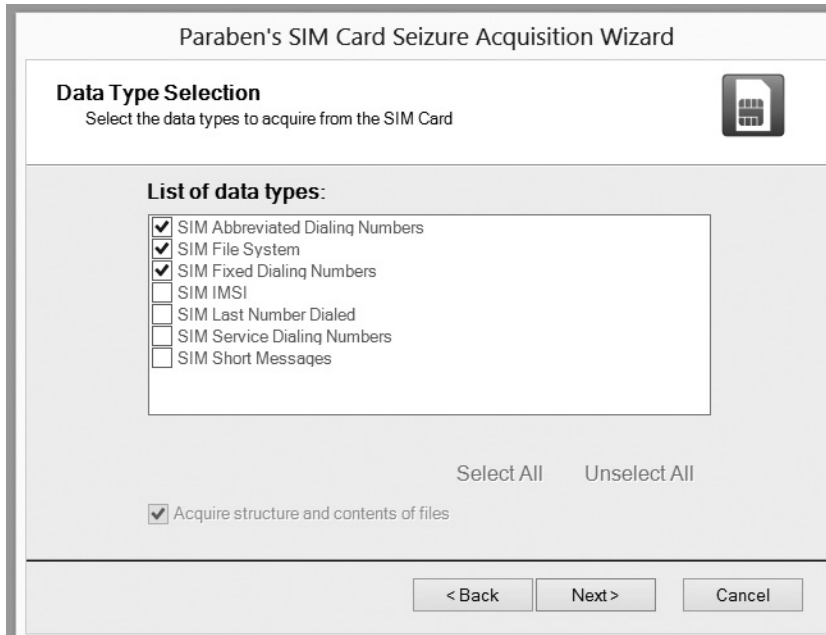 Paraben's SIM Card Seizure Acquisition Wizard
Data Type Selection
Select the data types to acquire from the SIM Card
List of data types:
SIM Abbreviated Dialing Numbers
SIM File System
SIM Fixed Dialing Numbers
SIM IMSI
SIM Last Number Dialed
SIM Service Dialing Numbers
SIM Short Messages
Select All Unselect All
Acquire structure and contents of files
< Back Next > Cancel